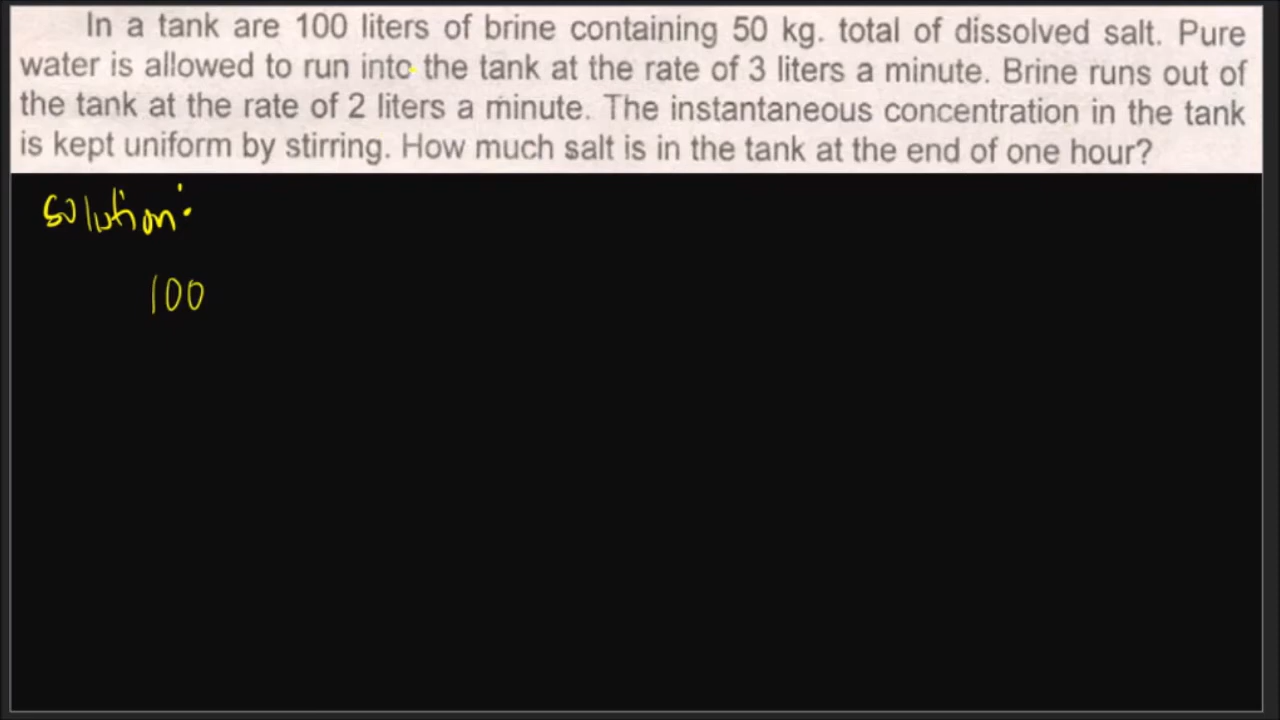 In a tank are 100 liters of brine containing 50 kg. total of dissolved salt. Pure
water is allowed to run into the tank at the rate of 3 liters a minute. Brine runs out of
the tank at the rate of 2 liters a minute. The instantaneous concentration in the tank
is kept uniform by stirring. How much salt is in the tank at the end of one hour?
Solution:
100